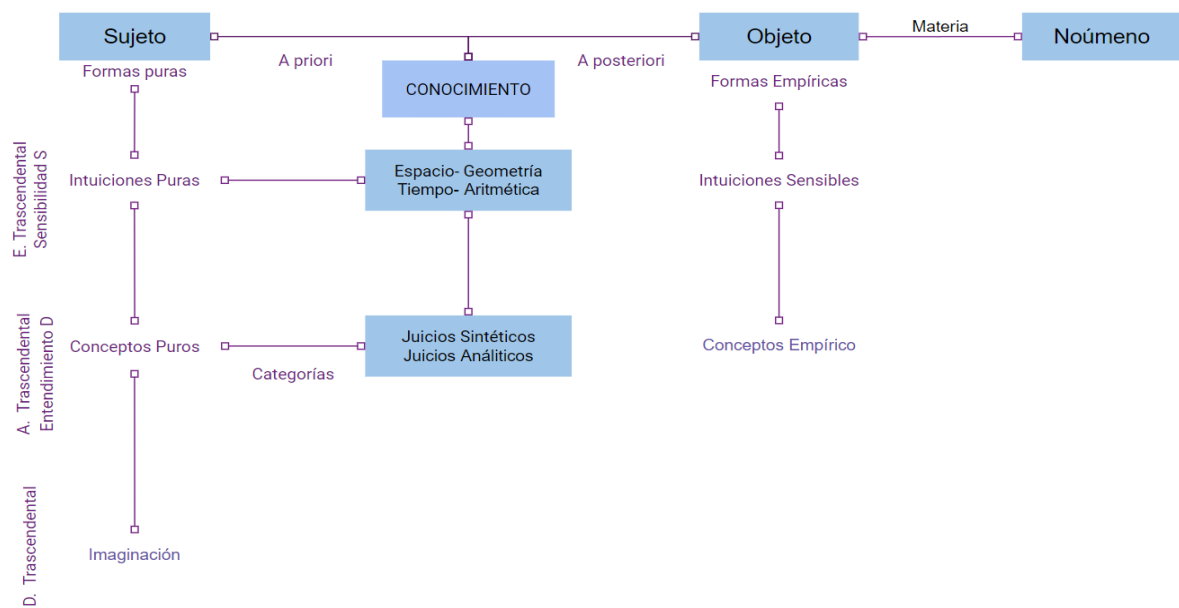 Sujeto
Objeto
Materia
Noúmeno
Formas puras
A priori
A posteriori
Formas Empíricas
CONOCIMIENTO
E. Trascendental
Sensibiliidad S
Intuiciones Puras
Espacio- Geometría
Tiempo- Aritmética
Intuiciones Sensibles
A.  Trascendental
Entendimiento D
Conceptos Puros
Categorías
Juicios Sintéticos
Juicios Análiticos
Conceptos Empírico
D.  Trascendental
Imaginación